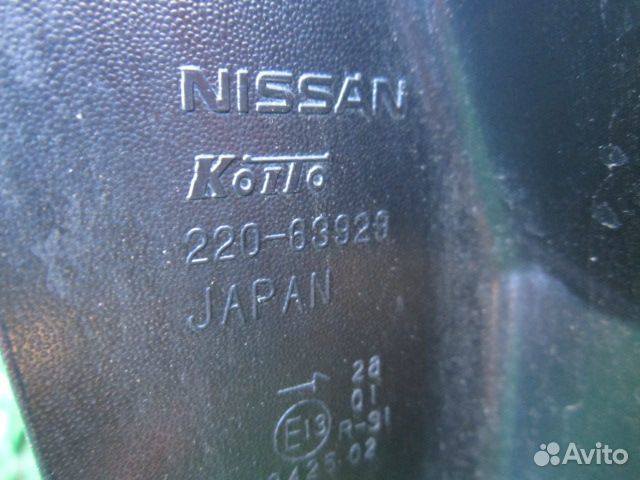 NISSAN
Koito
220-63923
JAPAN
28
01
E13 R-91
0425 02
Avito